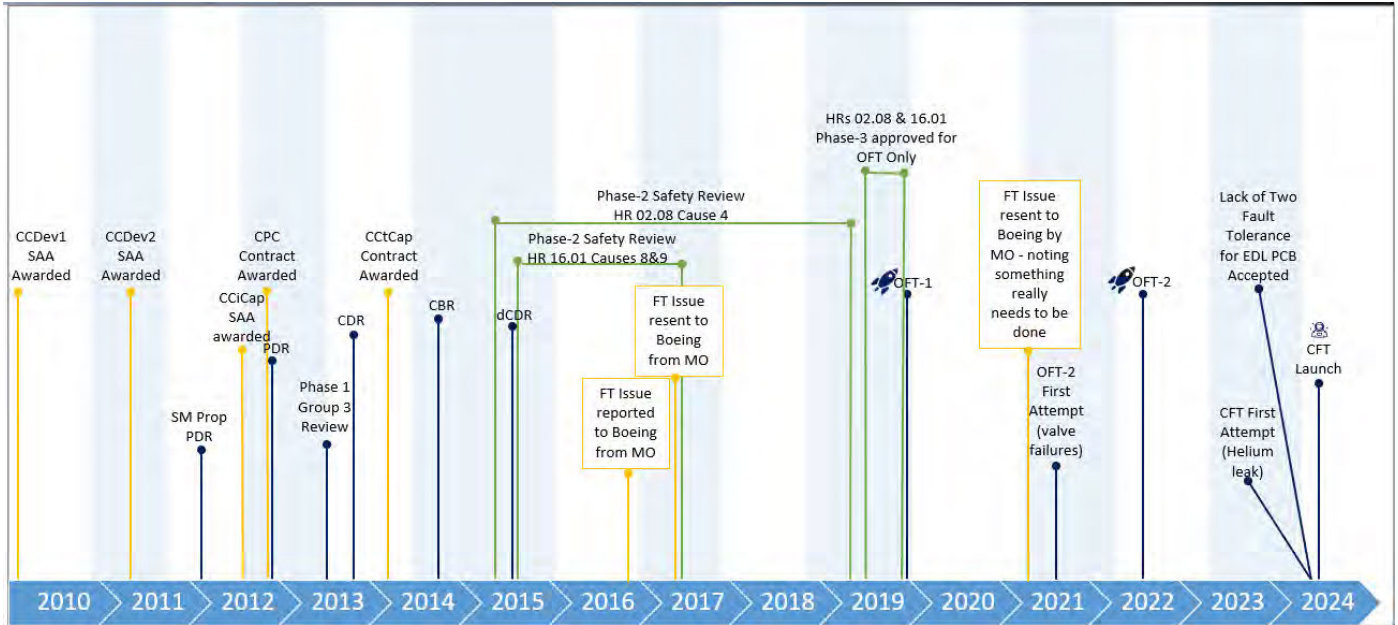 CCDev1
SAA
Awarded
CCDev2
SAA
Awarded
SM Prop
PDR
CCiCap
SAA
awarded
CPC
Contract
Awarded
PDR
Phase 1
Group 3
Review
CDR
CCtCap
Contract
Awarded
CBR
dCDR
Phase-2 Safety Review
HR 02.08 Cause 4
Phase-2 Safety Review
HR 16.01 Causes 8&9
FT Issue
reported
to Boeing
from MO
FT Issue
resent to
Boeing
from MO
HRs 02.08 & 16.01
Phase-3 approved for
OFT Only
OFT-1
FT Issue
resent to
Boeing by
MO - noting
something
really
needs to be
done
OFT-2
First
Attempt
(valve
failures)
OFT-2
Lack of Two
Fault
Tolerance
for EDL PCB
Accepted
CFT First
Attempt
(Helium
leak)
CFT
Launch
2010
2011
2012
2013
2014
2015
2016
2017
2018
2019
2020
2021
2022
2023
2024